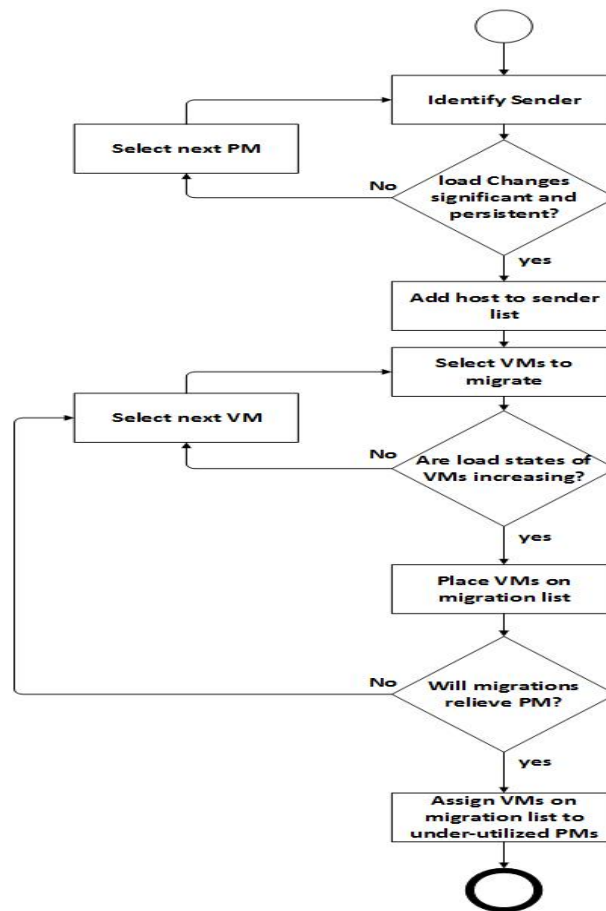 Identify Sender
Select next PM
No
load Changes
significant and
persistent?
yes
Add host to sender
list
Select VMs to
migrate
Select next VM
No
Are load states of
VMs increasing?
yes
Place VMs on
migration list
No
Will migrations
relieve PM?
yes
Assign VMs on
migration list to
under-utilized PMs